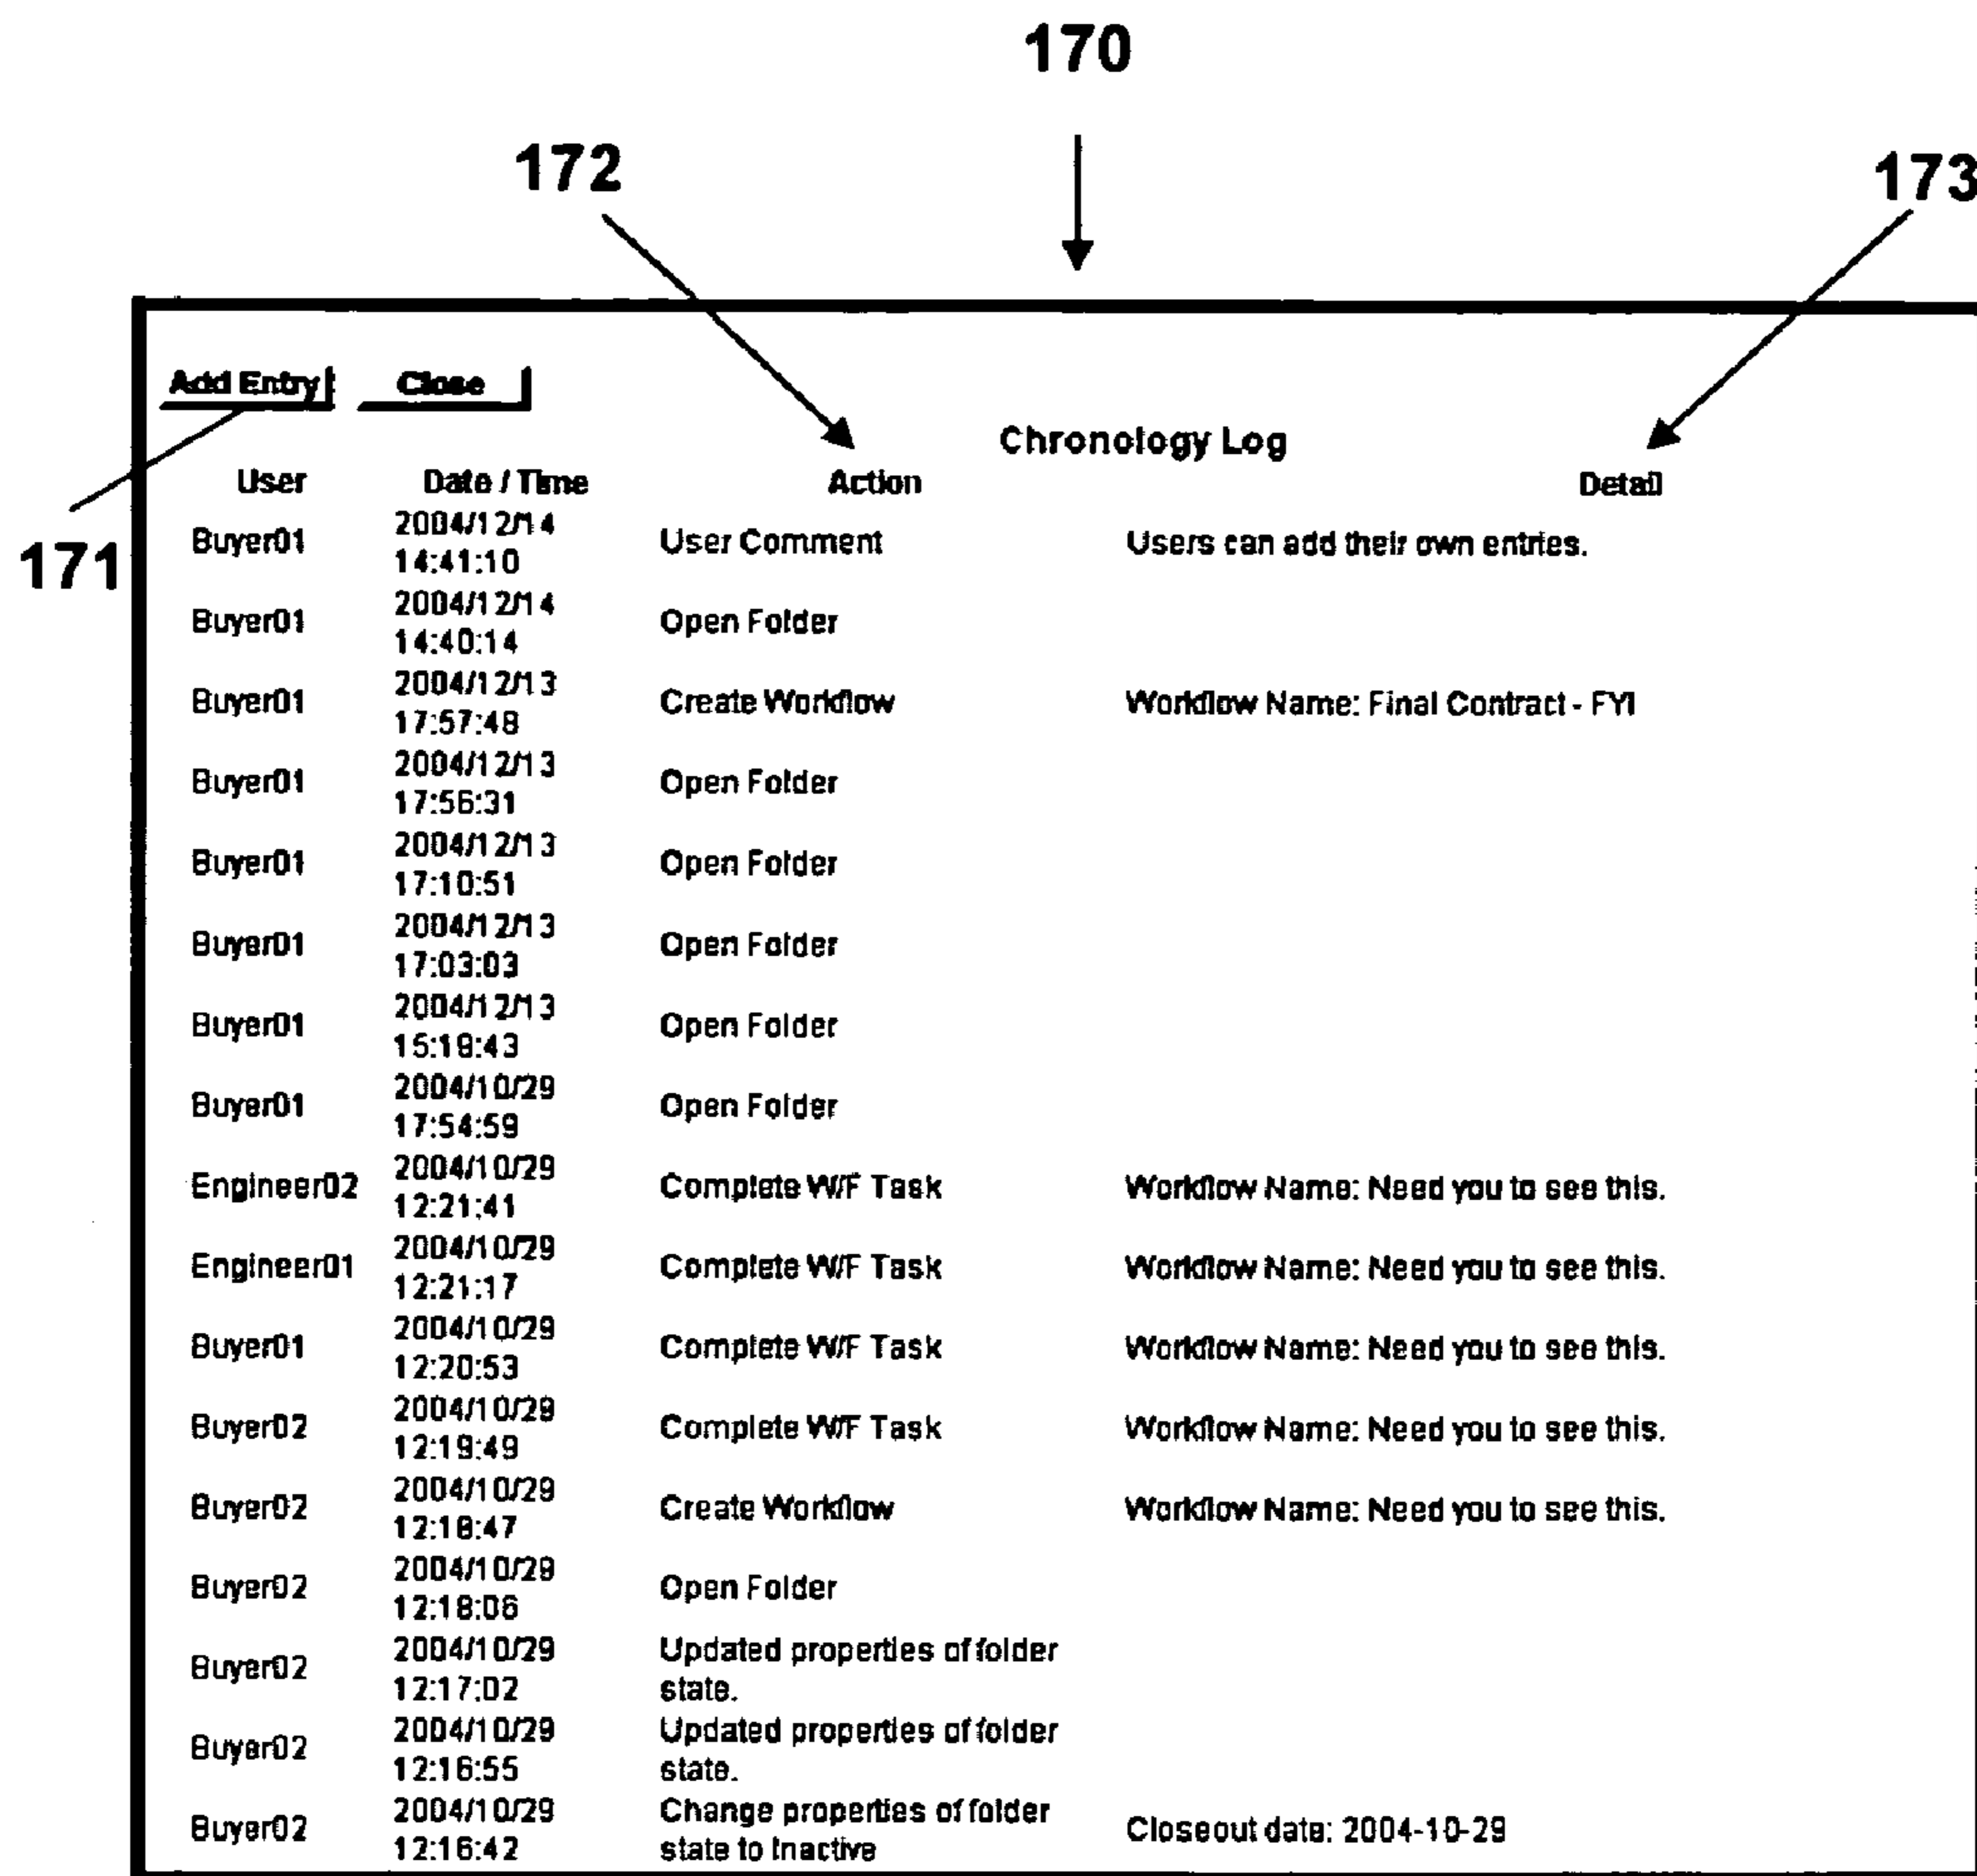 170
172
173
Add Entry Close
Chronology Log
User Date / Time Action Detail
2004/12/14
Buyer01 User Comment Users can add their own entries.
14:41:10
171
2004/12/14
Buyer01 Open Folder
14:40:14
2004/12/13
Buyer01 Create Workflow Workflow Name: Final Contract - FYI
17:57:48
2004/12/13
Buyer01 Open Folder
17:56:31
2004/12/13
Buyer01 Open Folder
17:10:51
2004/12/13
Buyer01 Open Folder
17:03:03
2004/12/13
Buyer01 Open Folder
2004/10/29
Buyer01 Open Folder
17:54:59
2004/10/29
Engineer02 Complete W/F Task Workflow Name: Need you to see this.
12:21:41
2004/10/29
Engineer01 Complete W/F Task Workflow Name: Need you to see this.
12:21:17
2004/10/29
Buyer01 Complete W/F Task Workflow Name: Need you to see this.
12:20:53
2004/10/29
Buyer02 Complete W/F Task Workflow Name: Need you to see this.
12:19:49
2004/10/29
Buyer02 Create Workflow Workflow Name: Need you to see this.
12:18:47
2004/10/29
Buyer02 Open Folder
12:18:06
2004/10/29 Updated properties of folder
Buyer02
12:17:02 state.
2004/10/29 Updated properties of folder
Buyer02
12:16:55 state.
2004/10/29 Change properties of folder
Buyer02 Closeout date: 2004-10-29
12:16:42 state to Inactive